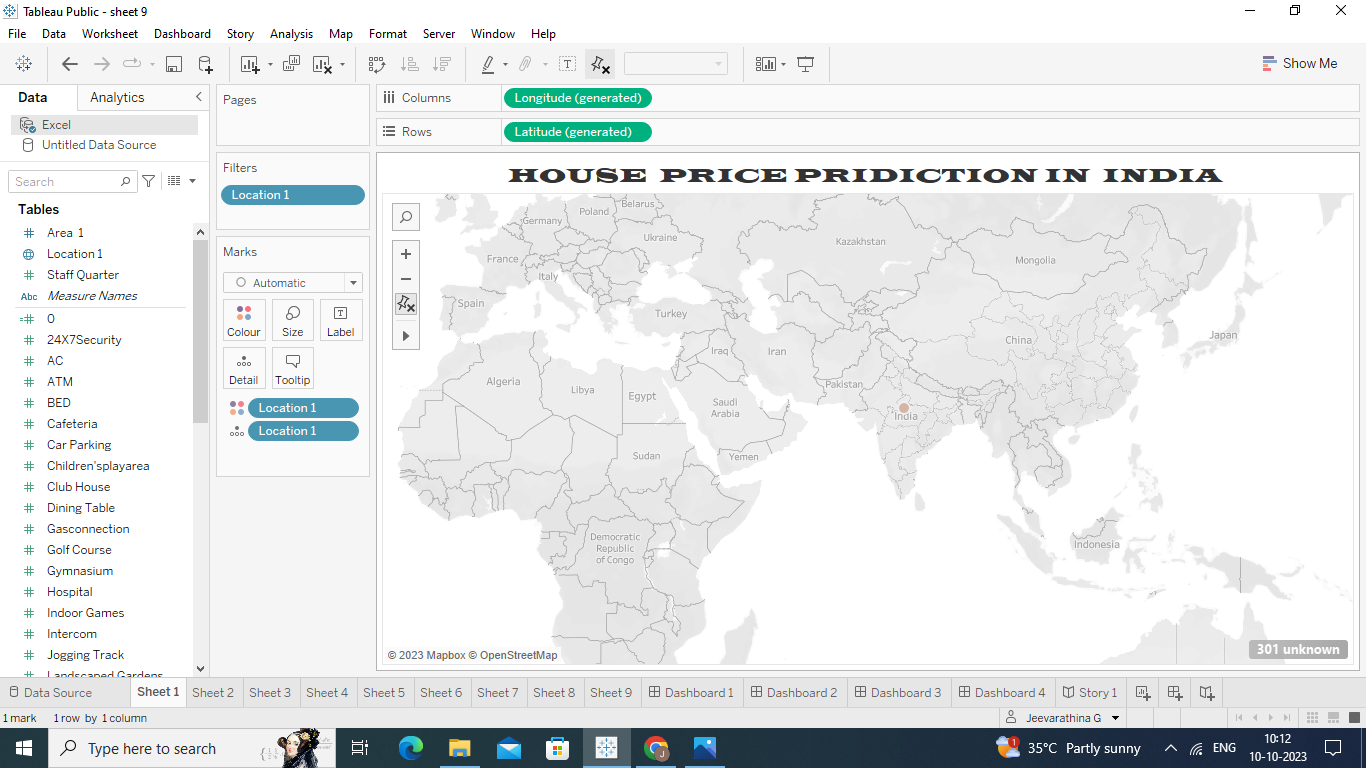 Tableau Public - sheet 9
File Data Worksheet Dashboard Story Analysis Map Format Server Window Help
Show Me
Data Analytics
Excel
Untitled Data Source
Search
Tables
Area 1
Location 1
Staff Quarter
Abc Measure Names
0
24X7Security
AC
ATM
BED
Cafeteria
Car Parking
Children'splayarea
Club House
Dining Table
Gasconnection
Golf Course
Gymnasium
Hospital
Indoor Games
Intercom
Jogging Track
Landscaped Gardens
Pages
Filters
Location 1
Marks
Automatic
Colour Size Label
Detail Tooltip
Location 1
Location 1
Columns Longitude (generated)
Rows Latitude (generated)
HOUSE PRICE PRIDICTION IN INDIA
Belarus
Poland
Germany
Ukraine
Kazakhstan
France
Mongolia
Italy
Spain
Turkey
Japan
China
Iraq
Iran
Algeria
Pakistan
Libya
Egypt
Saudi
Arabia
India
Sudan
Yemen
Democratic
Republic
of Congo
Indonesia
© 2023 Mapbox © OpenStreetMap
301 unknown
Data Source Sheet 1 Sheet 2 Sheet 3 Sheet 4 Sheet 5 Sheet 6 Sheet 7 Sheet 8 Sheet 9 Dashboard 1 Dashboard 2 Dashboard 3 Dashboard 4 Story 1
1 mark 1 row by 1 column Jeevarathina G
Type here to search
1 35°C Partly sunny ENG 10:12
10-10-2023